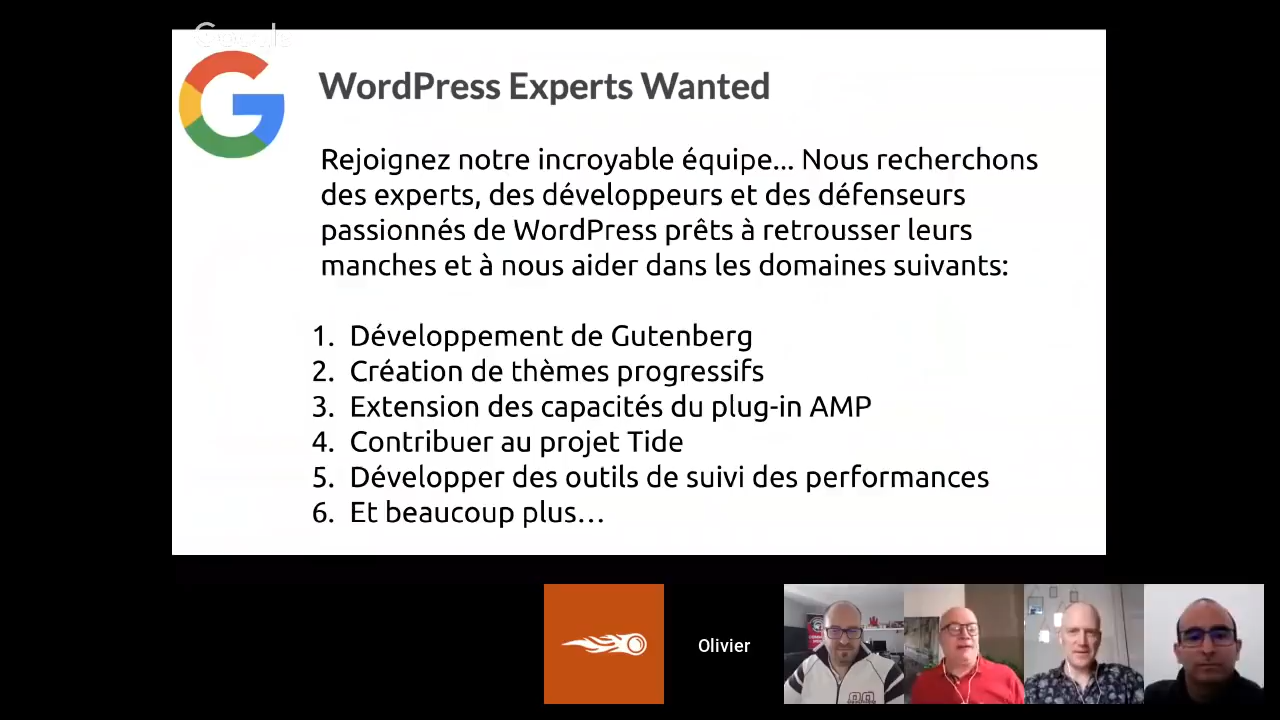 WordPress Experts Wanted
Rejoignez notre incroyable équipe... Nous recherchons
des experts, des développeurs et des défenseurs
passionnés de WordPress prêts à retrousser leurs
manches et à nous aider dans les domaines suivants:
1. Développement de Gutenberg
2. Création de thèmes progressifs
3. Extension des capacités du plug-in AMP
4. Contribuer au projet Tide
5. Développer des outils de suivi des performances
6. Et beaucoup plus...
Olivier